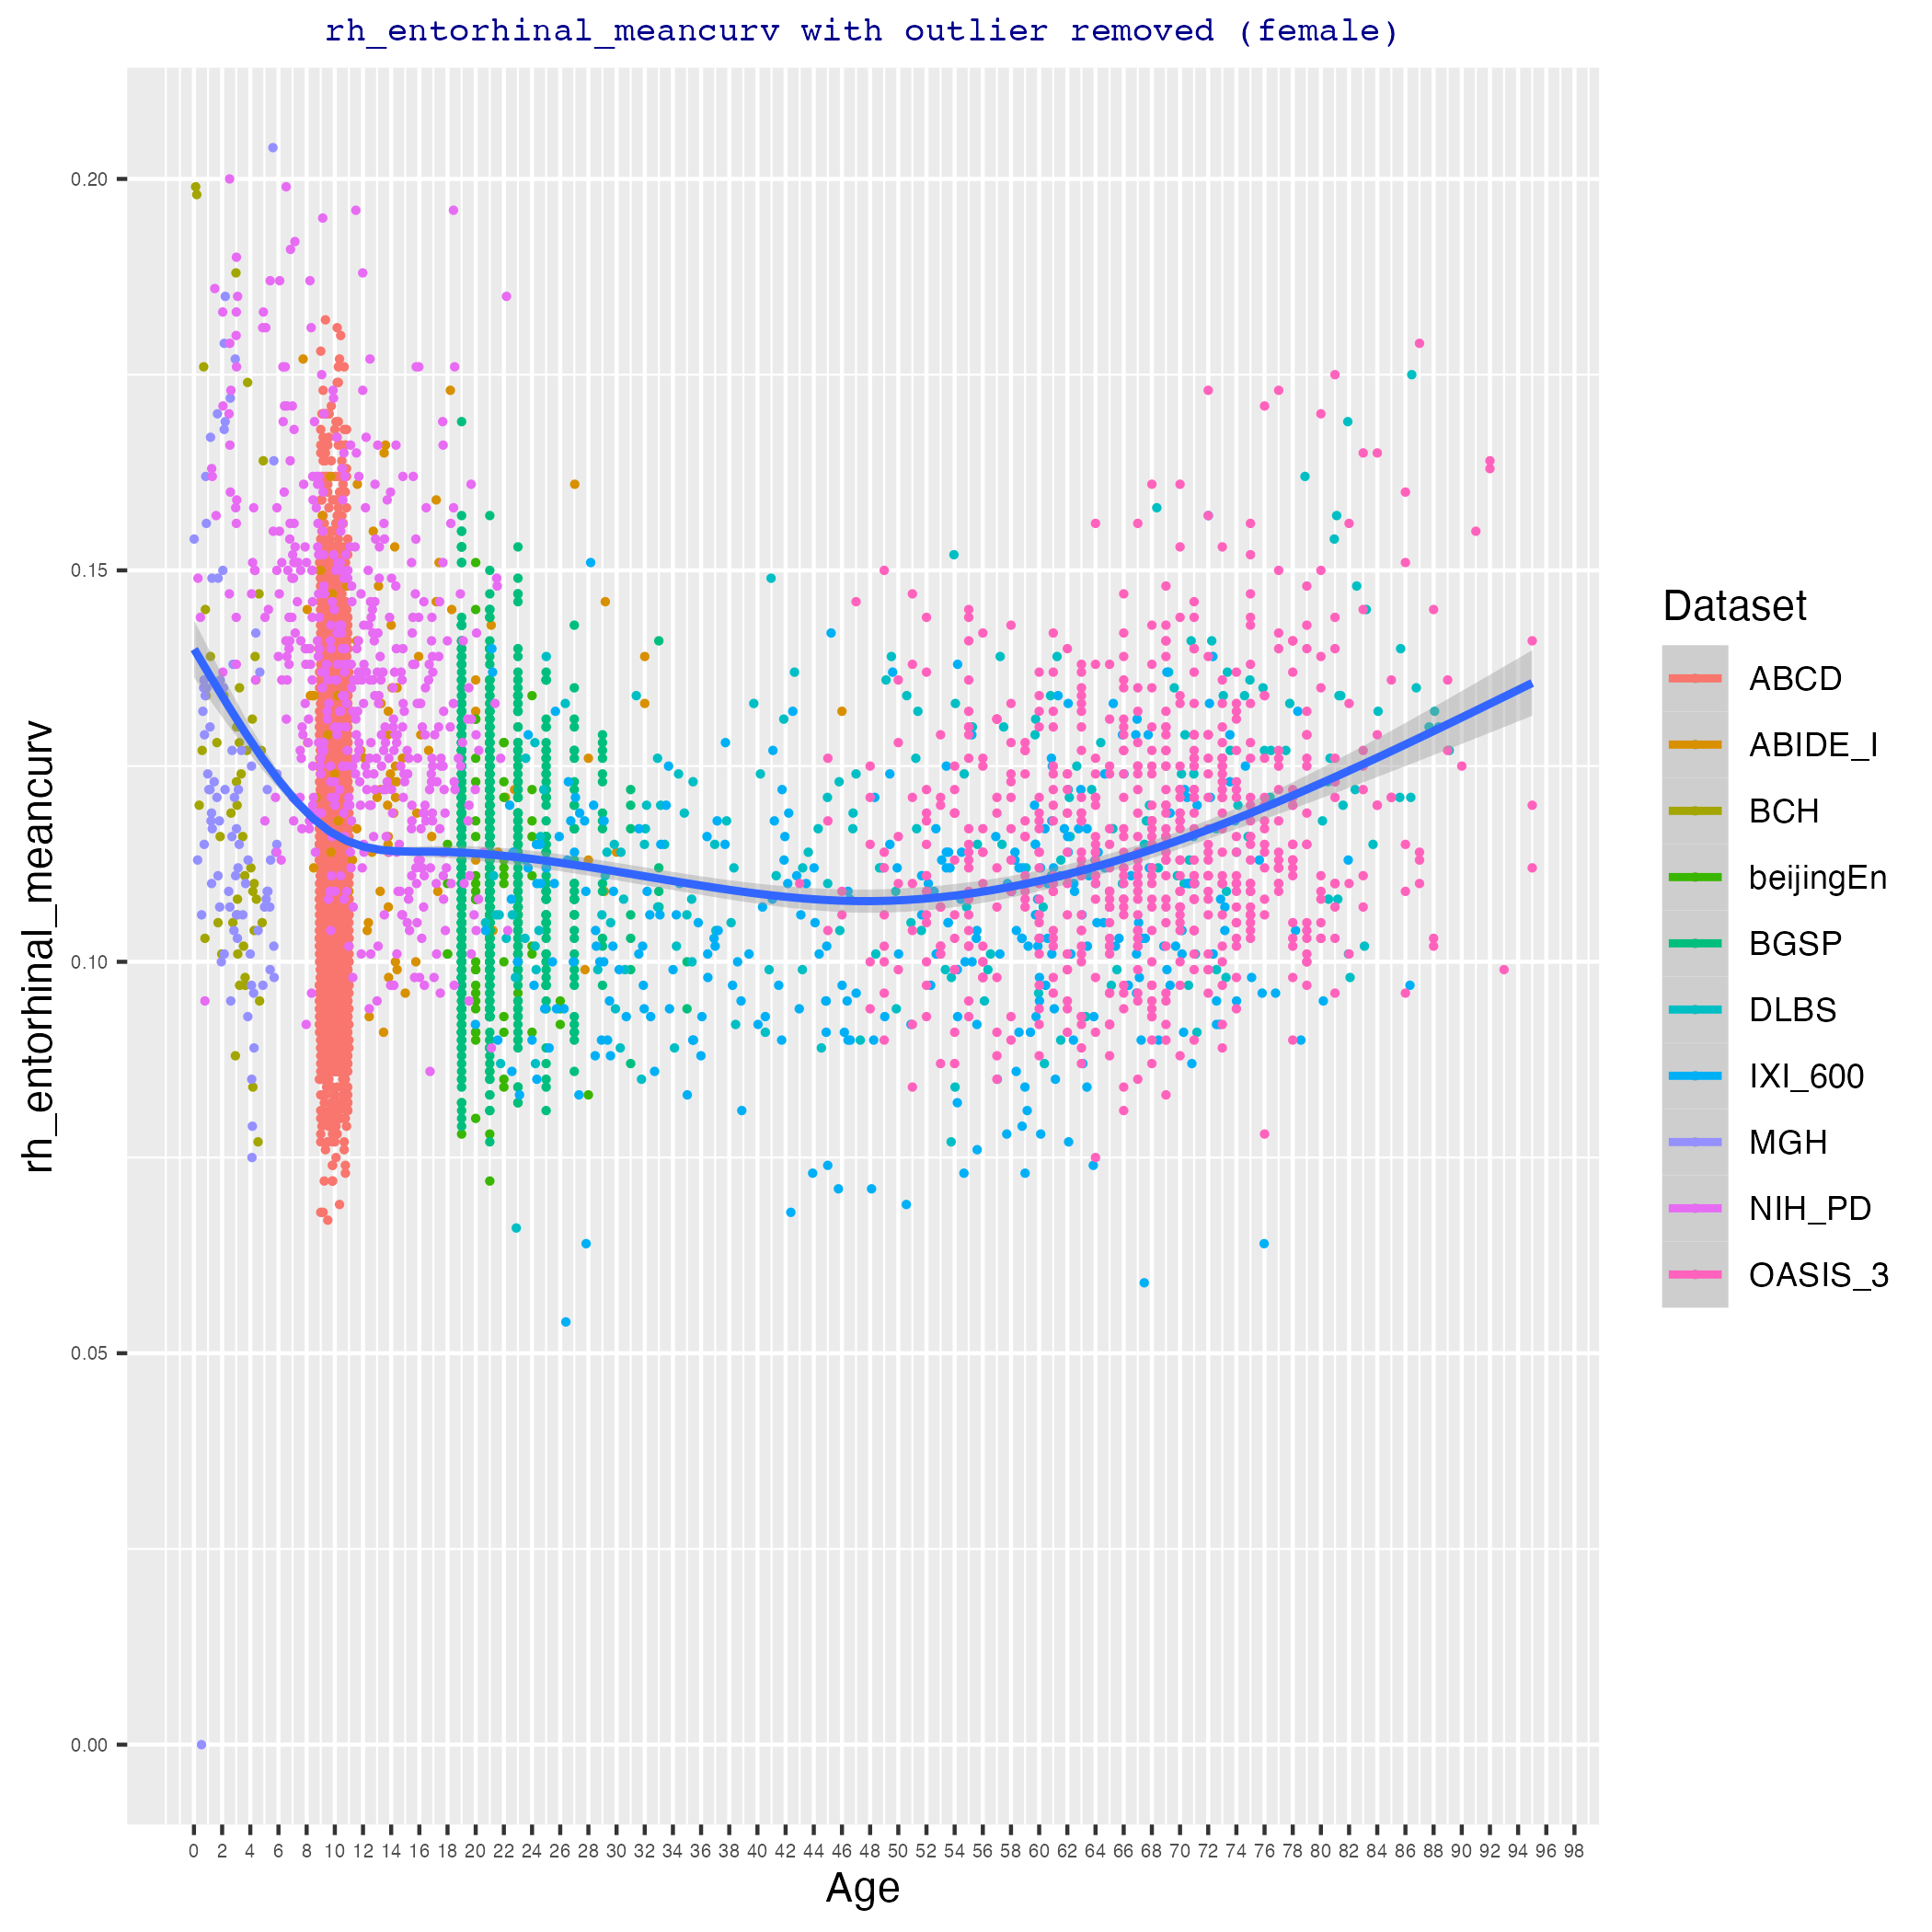 rh_entorhinal_meancurv with outlier removed (female)
0.20
0.15
0.10
0.05
0.00
rh_entorhinal_meancurv
0 2 4 6 8 10 12 14 16 18 20 22 24 26 28 30 32 34 36 38 40 42 44 46 48 50 52 54 56 58 60 62 64 66 68 70 72 74 76 78 80 82 84 86 88 90 92 94 96 98
Age
Dataset
ABCD
ABIDE_I
BCH
beijingEn
BGSP
DLBS
IXI_600
MGH
NIH_PD
OASIS_3